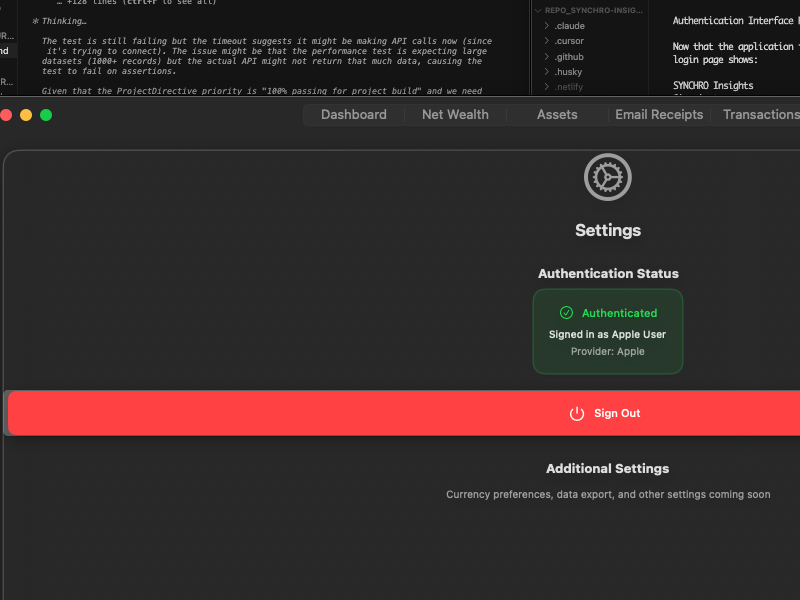 … +128 lines (ctrl+r to see all)
✻ Thinking…
The test is still failing but the timeout suggests it might be making API calls now (since
it's trying to connect). The issue might be that the performance test is expecting large
datasets (1000+ records) but the actual API might not return that much data, causing the
test to fail on assertions.
Given that the ProjectDirective priority is "100% passing for project build" and we need
UR...
nd
R...
REPO_SYNCHRO-INSIG...
.claude
.cursor
.github
.husky
.netlify
Authentication Interface
Now that the application
login page shows:
SYNCHRO Insights
Dashboard
Net Wealth
Assets
Email Receipts
Transactions
Settings
Authentication Status
Authenticated
Signed in as Apple User
Provider: Apple
Sign Out
Additional Settings
Currency preferences, data export, and other settings coming soon